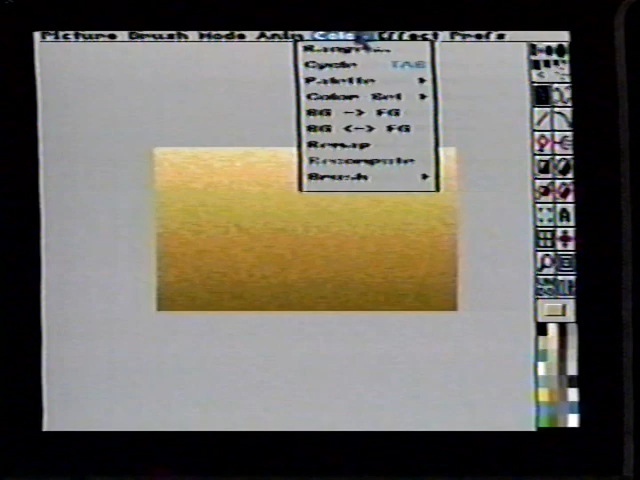 Picture Brush Mode Anim Color Effect Prefs
Range...
Cycle TAB
Palette
Color Set
BG -> FG
BG <-> FG
Remap
Recompute
Brush
A